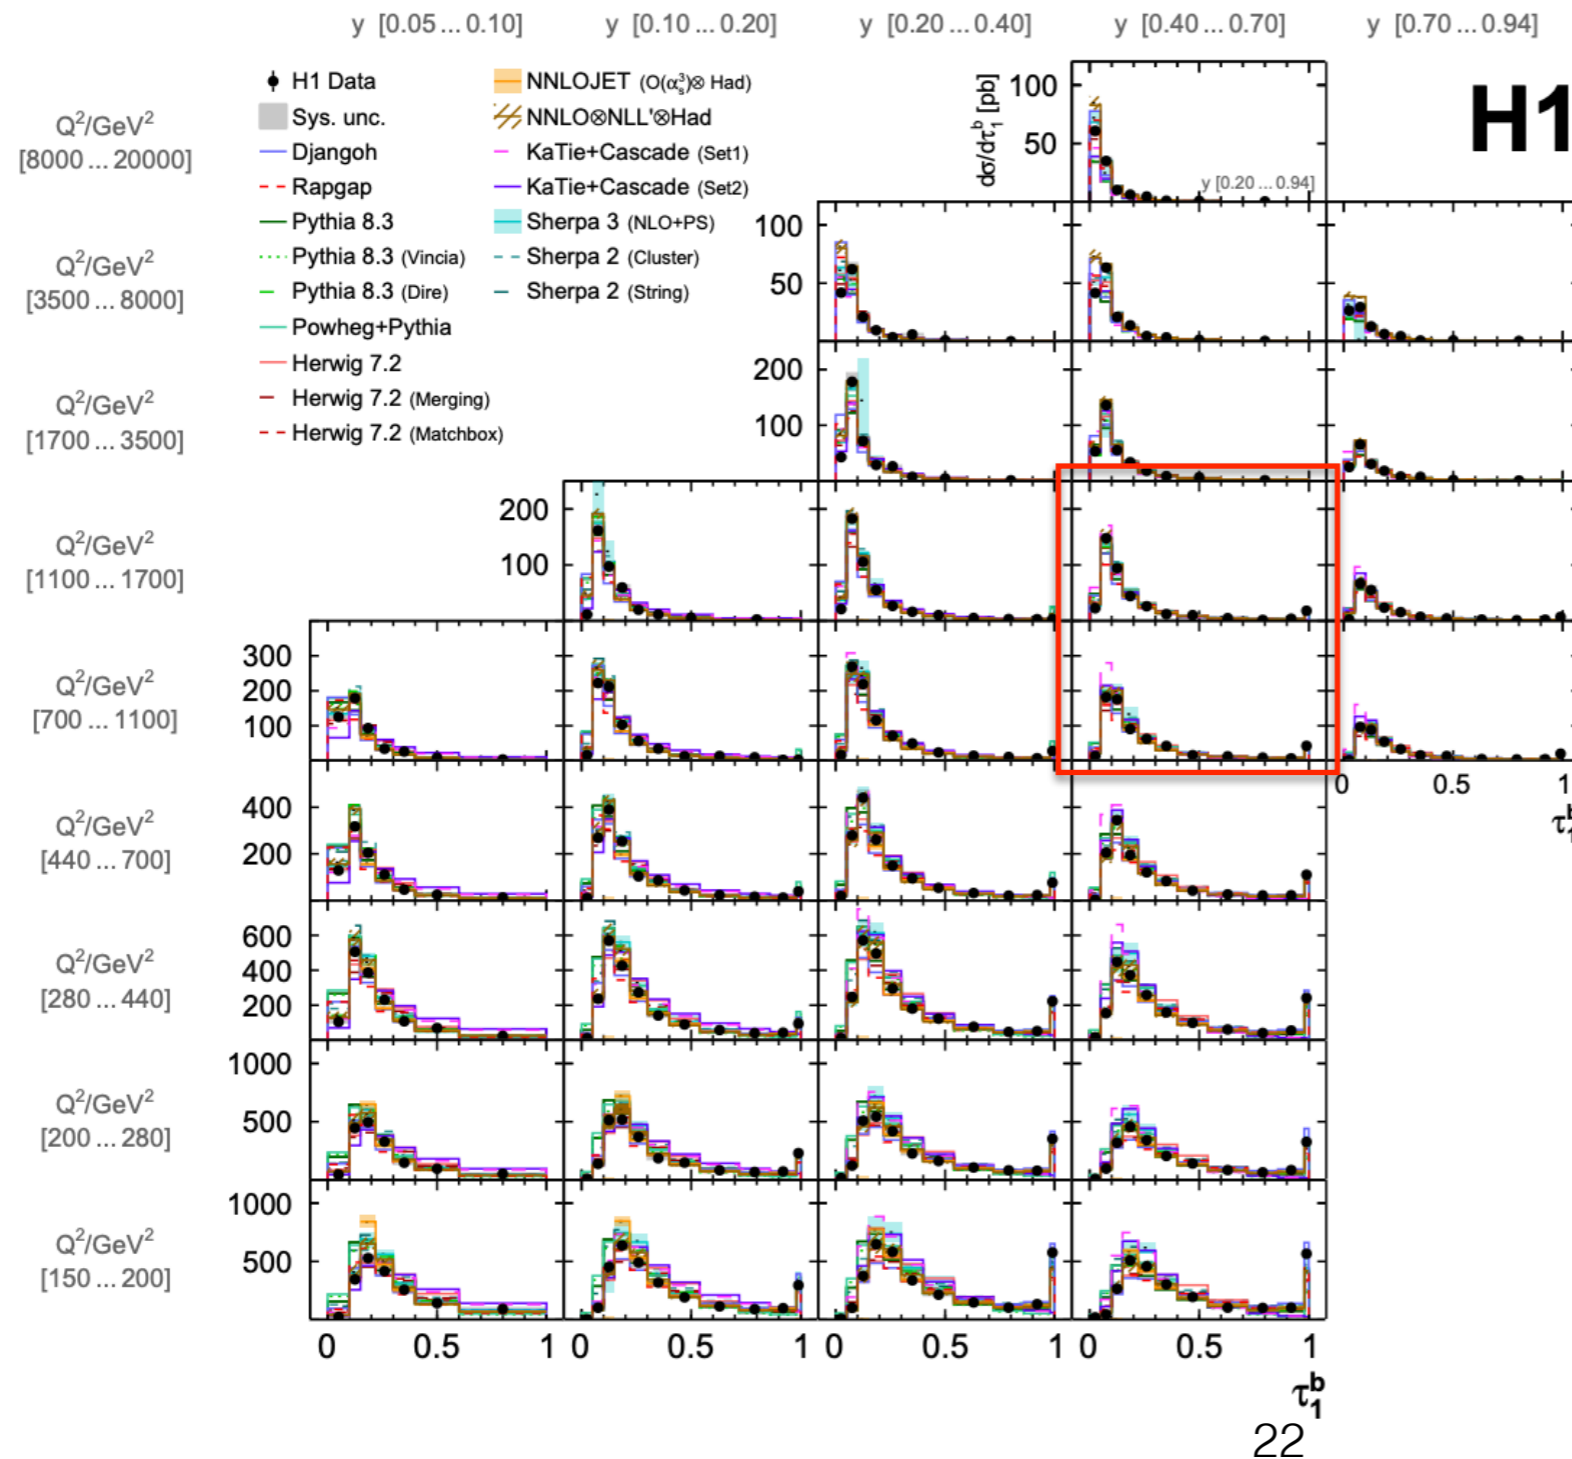 y [0.05 ... 0.10] y [0.10 ... 0.20] y [0.20 ... 0.40] y [0.40 ... 0.70] y [0.70 ... 0.94]
H1
H1 Data
Sys. unc.
Djangoh
Rapgap
Pythia 8.3
Pythia 8.3 (Vincia)
Pythia 8.3 (Dire)
Powheg+Pythia
Herwig 7.2
Herwig 7.2 (Merging)
Herwig 7.2 (Matchbox)
NNLOJET (O(α³ₛ)⊗ Had)
NNLO⊗NLL'⊗Had
KaTie+Cascade (Set1)
KaTie+Cascade (Set2)
Sherpa 3 (NLO+PS)
Sherpa 2 (Cluster)
Sherpa 2 (String)
dσ/dτ₁ᵇ [pb]
y [0.20 ... 0.94]
Q²/GeV²
[8000 ... 20000]
100
50
Q²/GeV²
[3500 ... 8000]
100
50
Q²/GeV²
[1700 ... 3500]
200
100
Q²/GeV²
[1100 ... 1700]
200
100
Q²/GeV²
[700 ... 1100]
300
200
100
0 0.5 1
τ₁ᵇ
Q²/GeV²
[440 ... 700]
400
200
Q²/GeV²
[280 ... 440]
600
400
200
Q²/GeV²
[200 ... 280]
1000
500
Q²/GeV²
[150 ... 200]
1000
500
0 0.5 1 0 0.5 1 0 0.5 1 0 0.5 1
τ₁ᵇ
22